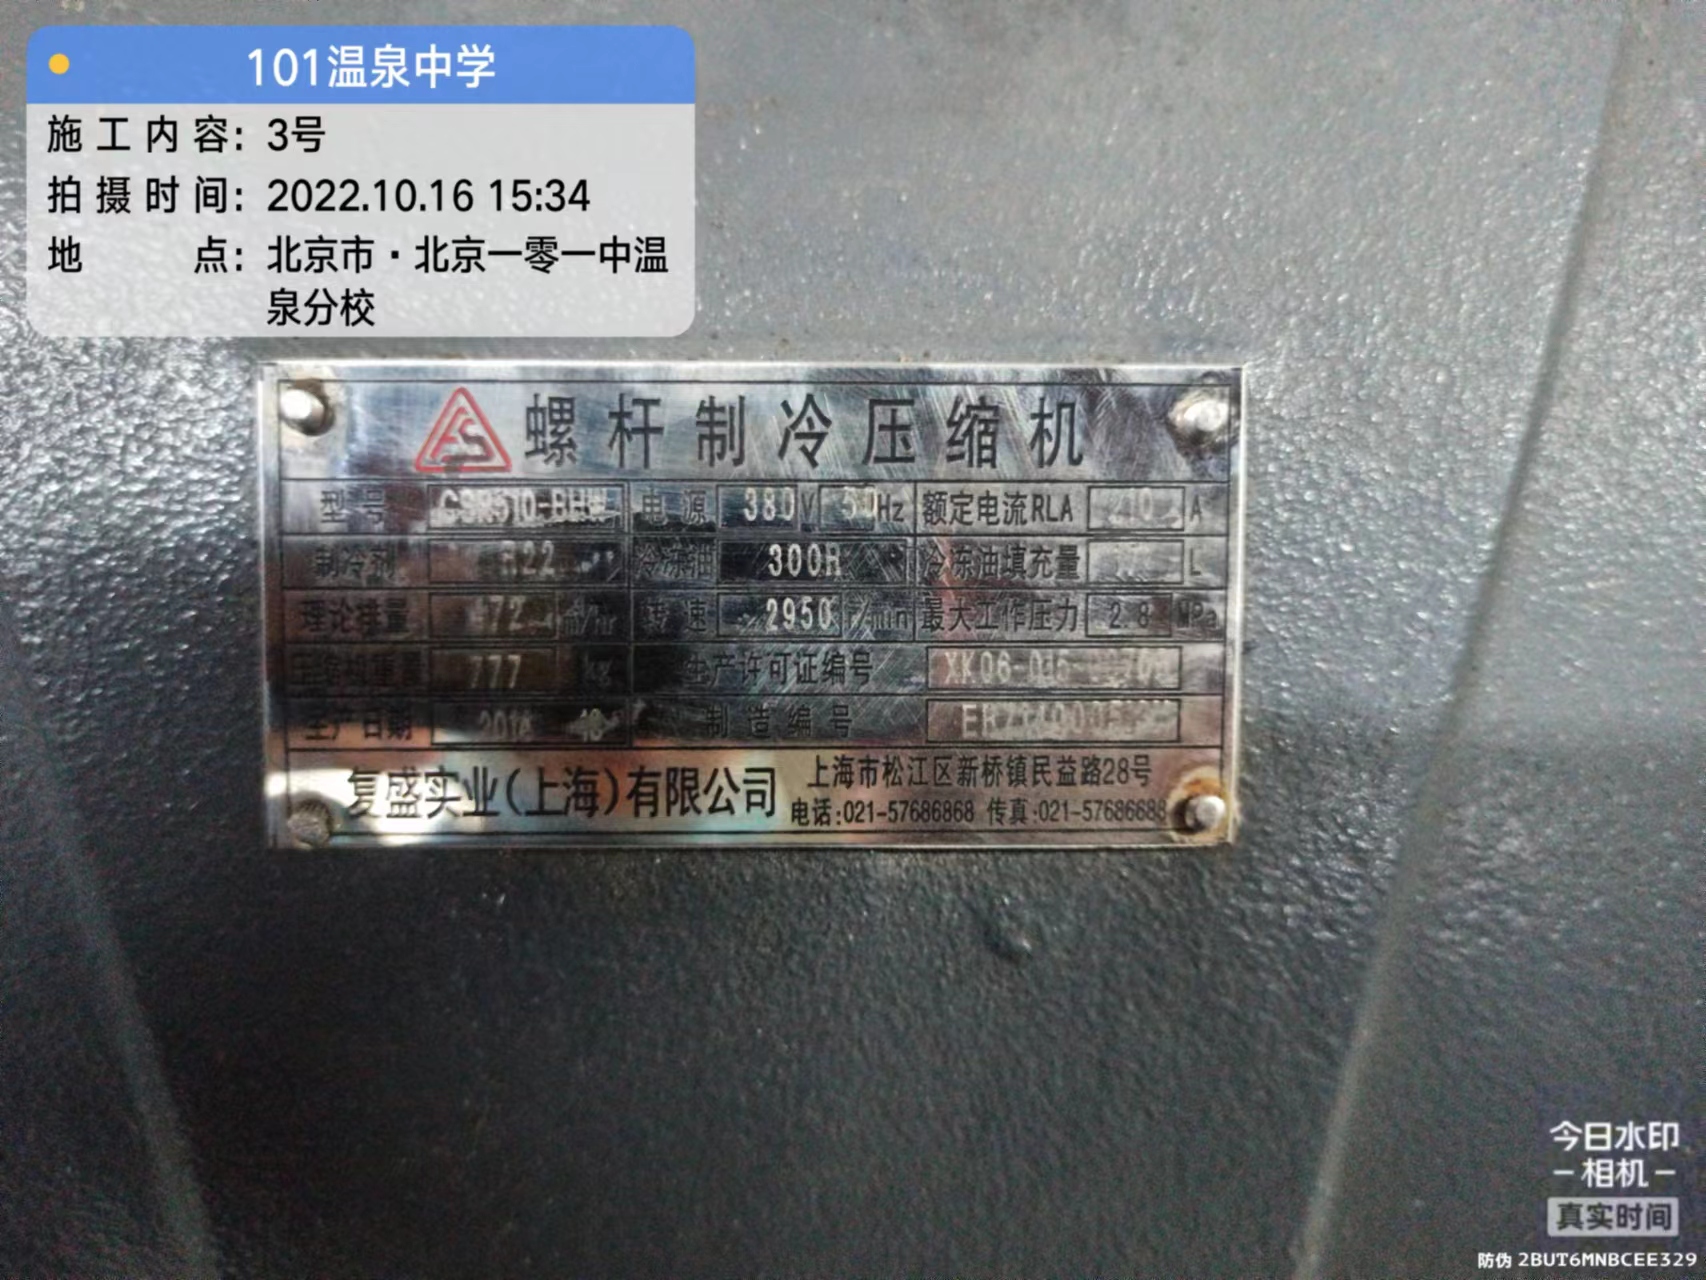 101温泉中学
施工内容：3号
拍摄时间：2022.10.16 15:34
地点：北京市·北京一零一中温
泉分校
螺杆制冷压缩机
型号 电源 380 V 50 Hz 额定电流RLA A
制冷剂 R22 冷冻油 300H 冷冻油填充量 L
理论排量 m³/hr 转速 2950 r/min 最大工作压力 2.8 MPa
压缩机重量 777 kg 生产许可证编号
生产日期 制造编号
复盛实业(上海)有限公司 上海市松江区新桥镇民益路28号
电话:021-57686868 传真:021-57686688
今日水印
相机
真实时间
防伪 2BUT6MNBCEE329